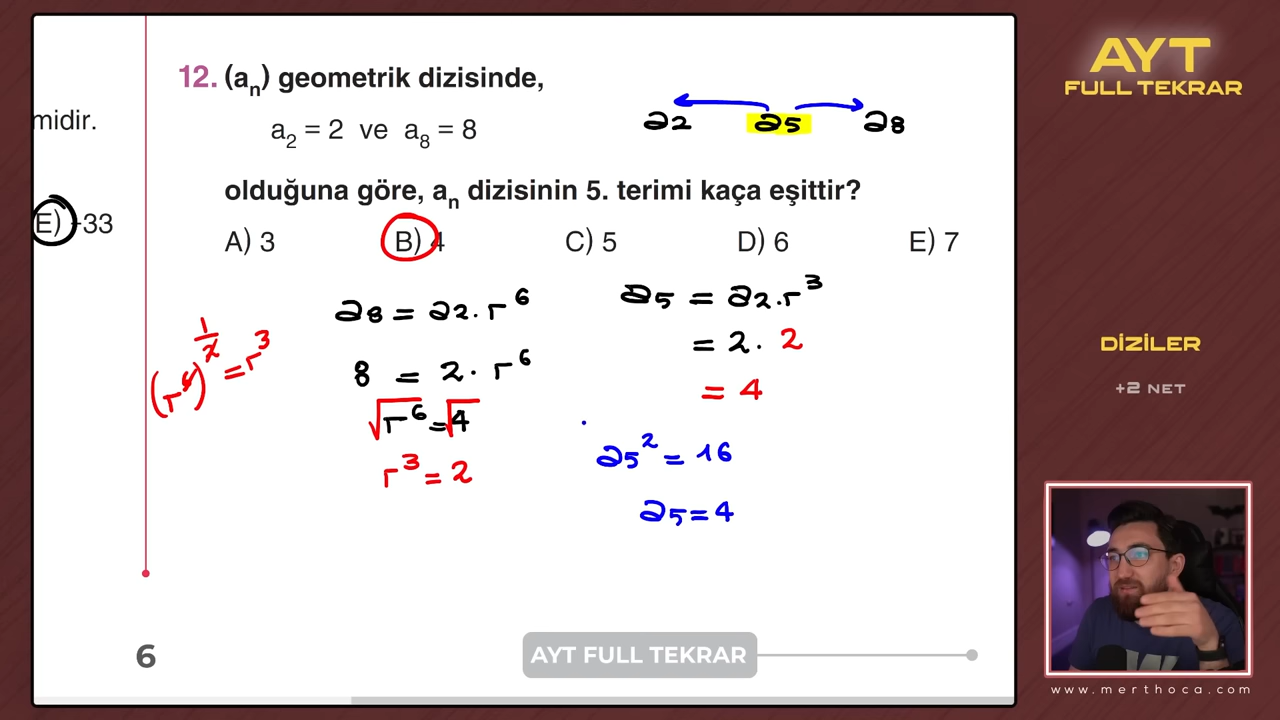 AYT
FULL TEKRAR
midir.
E) -33
12. (aₙ) geometrik dizisinde,
a₂ = 2 ve a₈ = 8
a2 a5 a8
olduğuna göre, aₙ dizisinin 5. terimi kaça eşittir?
A) 3 B) 4 C) 5 D) 6 E) 7
a8 = a2 . r⁶
8 = 2 . r⁶
√r⁶ = √4
r³ = 2
(r⁶)^(1/2) = r³
a5 = a2 . r³
= 2 . 2
= 4
a5² = 16
a5 = 4
DİZİLER
+2 NET
6
AYT FULL TEKRAR
www.merthoca.com